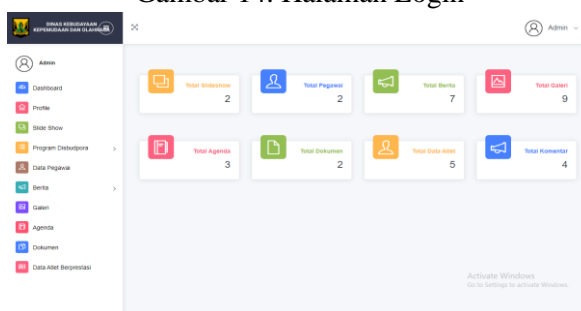 Gambar 14. Halaman Login
DINAS KEBUDAYAAN
KEPEMUDAAN DAN OLAHRAGA
Admin
Admin
Dashboard
Profile
Slide Show
Program Disbudpora
Data Pegawai
Berita
Galeri
Agenda
Dokumen
Data Atlet Berprestasi
Total Slideshow
2
Total Pegawai
2
Total Berita
7
Total Galeri
9
Total Agenda
3
Total Dokumen
2
Total Data Atlet
5
Total Komentar
4
Activate Windows
Go to Settings to activate Windows.